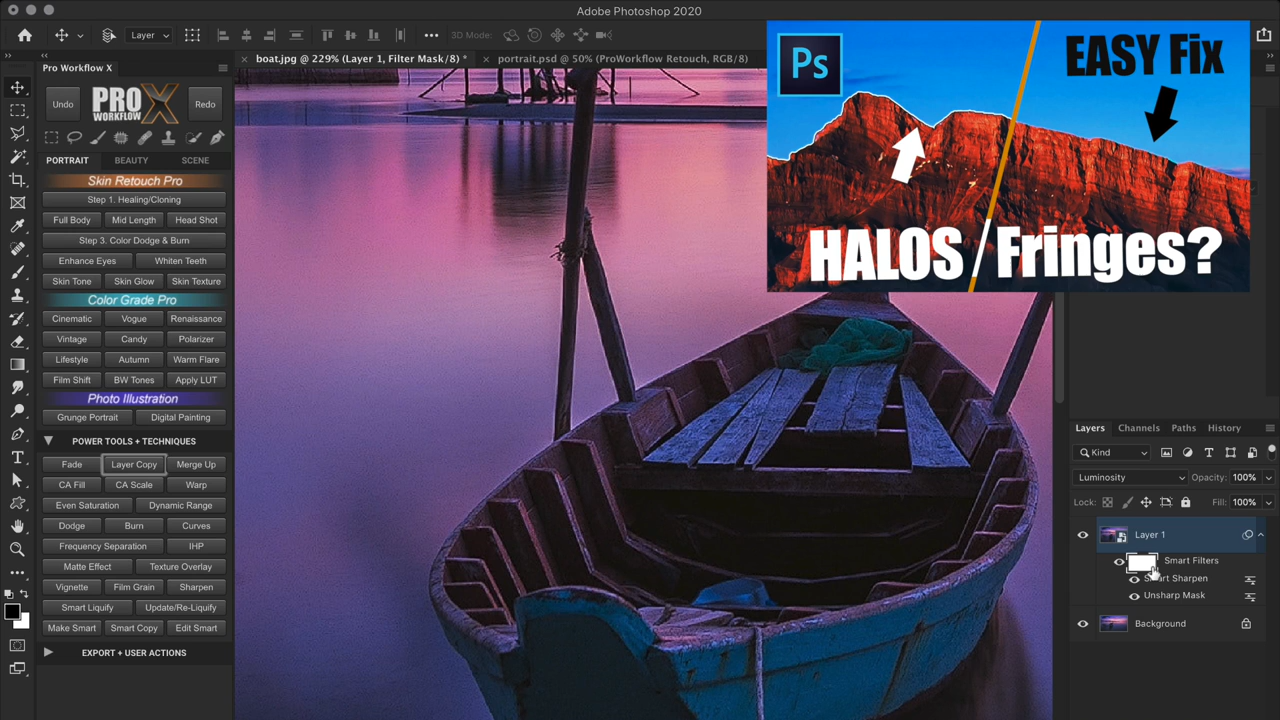 Adobe Photoshop 2020
Layer
3D Mode:
boat.jpg @ 229% (Layer 1, Filter Mask/8) *
portrait.psd @ 50% (ProWorkflow Retouch, RGB/8)
Ps
EASY Fix
HALOS / Fringes?
Pro Workflow X
Undo
PRO WORKFLOW X
Redo
PORTRAIT
BEAUTY
SCENE
Skin Retouch Pro
Step 1. Healing/Cloning
Full Body
Mid Length
Head Shot
Step 3. Color Dodge & Burn
Enhance Eyes
Whiten Teeth
Skin Tone
Skin Glow
Skin Texture
Color Grade Pro
Cinematic
Vogue
Renaissance
Vintage
Candy
Polarizer
Lifestyle
Autumn
Warm Flare
Film Shift
BW Tones
Apply LUT
Photo Illustration
Grunge Portrait
Digital Painting
POWER TOOLS + TECHNIQUES
Fade
Layer Copy
Merge Up
CA Fill
CA Scale
Warp
Even Saturation
Dynamic Range
Dodge
Burn
Curves
Frequency Separation
IHP
Matte Effect
Texture Overlay
Vignette
Film Grain
Sharpen
Smart Liquify
Update/Re-Liquify
Make Smart
Smart Copy
Edit Smart
EXPORT + USER ACTIONS
Layers
Channels
Paths
History
Kind
Luminosity
Opacity: 100%
Lock:
Fill: 100%
Layer 1
Smart Filters
Smart Sharpen
Unsharp Mask
Background